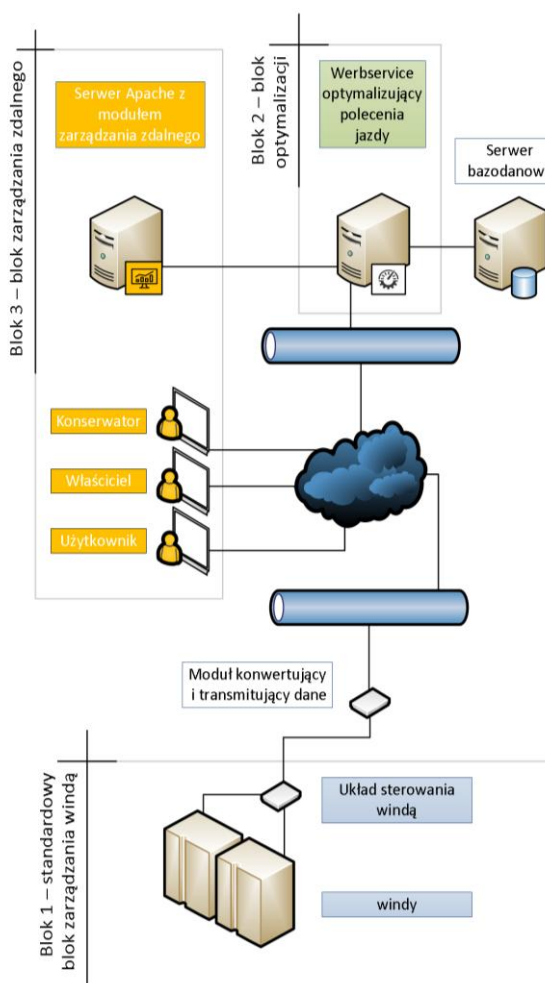 Blok 3 – blok zarządzania zdalnego
Serwer Apache z
modułem
zarządzania zdalnego
Blok 2 – blok
optymalizacji
Werbservice
optymalizujący
polecenia
jazdy
Serwer
bazodanow
Konserwator
Właściciel
Użytkownik
Moduł konwertujący
i transmitujący dane
Blok 1 – standardowy
blok zarządzania windą
Układ sterowania
windą
windy